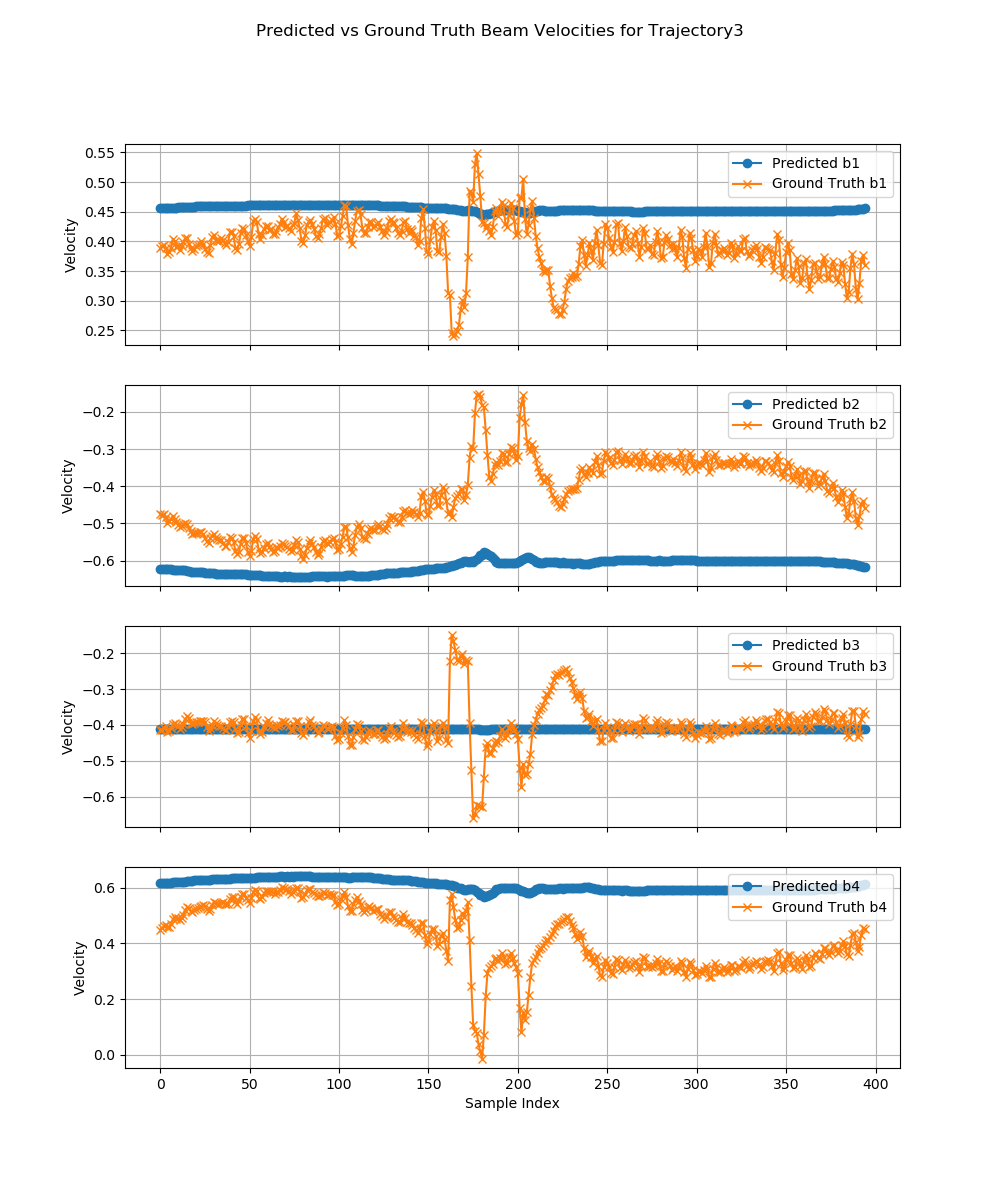 Predicted vs Ground Truth Beam Velocities for Trajectory3
0.55
0.50
0.45
0.40
0.35
0.30
0.25
Velocity
Predicted b1
Ground Truth b1
−0.2
−0.3
−0.4
−0.5
−0.6
Velocity
Predicted b2
Ground Truth b2
−0.2
−0.3
−0.4
−0.5
−0.6
Velocity
Predicted b3
Ground Truth b3
0.6
0.4
0.2
0.0
Velocity
Predicted b4
Ground Truth b4
0 50 100 150 200 250 300 350 400
Sample Index